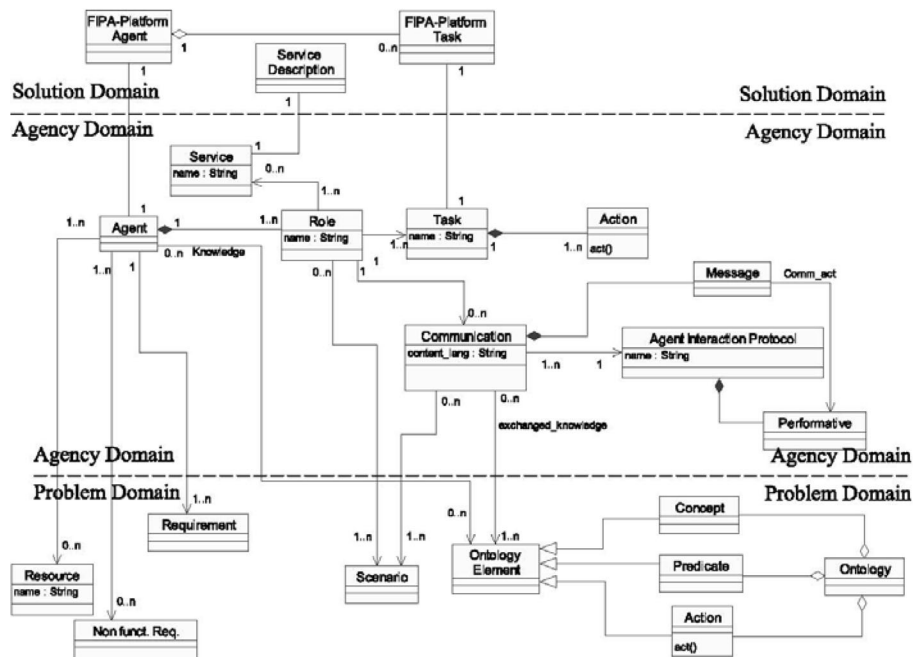 FIPA-Platform
Agent
1
0..n
FIPA-Platform
Task
1
1
Service
Description
1
Solution Domain
Solution Domain
Agency Domain
Agency Domain
Service
name : String
1
0..n
1..n
1
1
1..n
Agent
1
1..n
Role
name : String
1..n
Task
name : String
1
1..n
Action
act()
0..n
Knowledge
1..n
1
0..n
1
1
Message
Comm_act
0..n
Communication
content_lang : String
1..n
1
Agent Interaction Protocol
name : String
0..n
0..n
exchanged_knowledge
Performative
Agency Domain
Agency Domain
Problem Domain
Problem Domain
1..n
Requirement
0..n
1..n
1..n
1..n
0..n
Concept
Resource
name : String
Scenario
Ontology
Element
Predicate
Ontology
0..n
Non funct. Req.
Action
act()